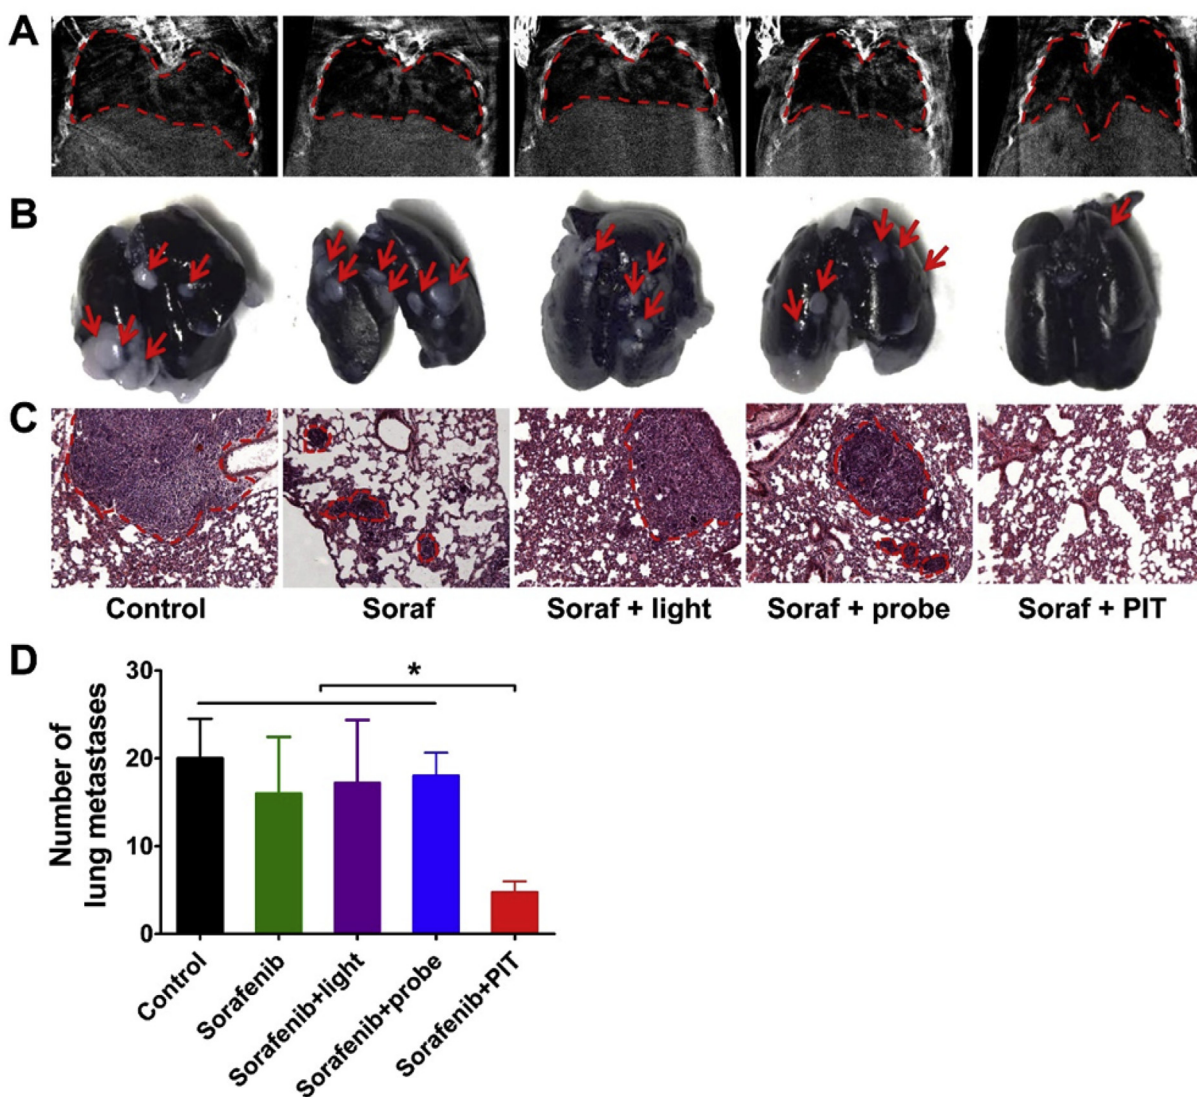 A
B
C
Control Soraf Soraf + light Soraf + probe Soraf + PIT
D
Number of
lung metastases
30
20
10
0
*
Control
Sorafenib
Sorafenib+light
Sorafenib+probe
Sorafenib+PIT